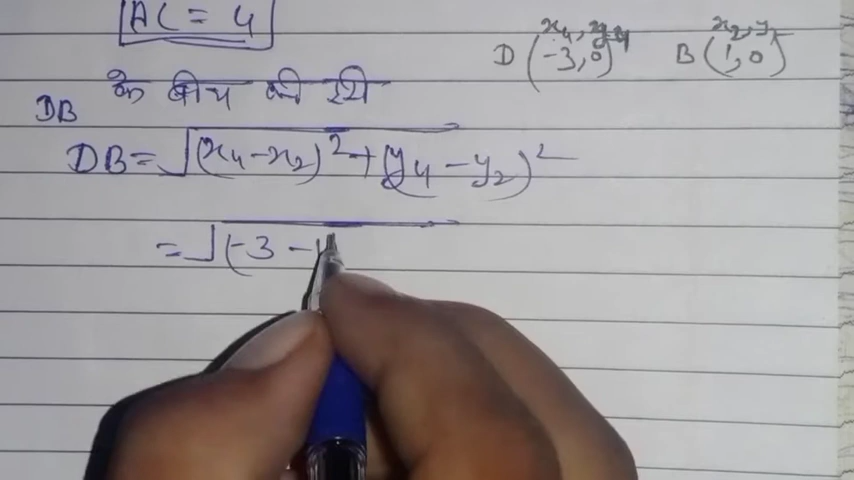 AC = 4
x₄, y₄ x₂, y₂
D (-3, 0) B (1, 0)
DB के बीच की दूरी
DB = √(x₄ - x₂)² + (y₄ - y₂)²
= √(-3 - 1